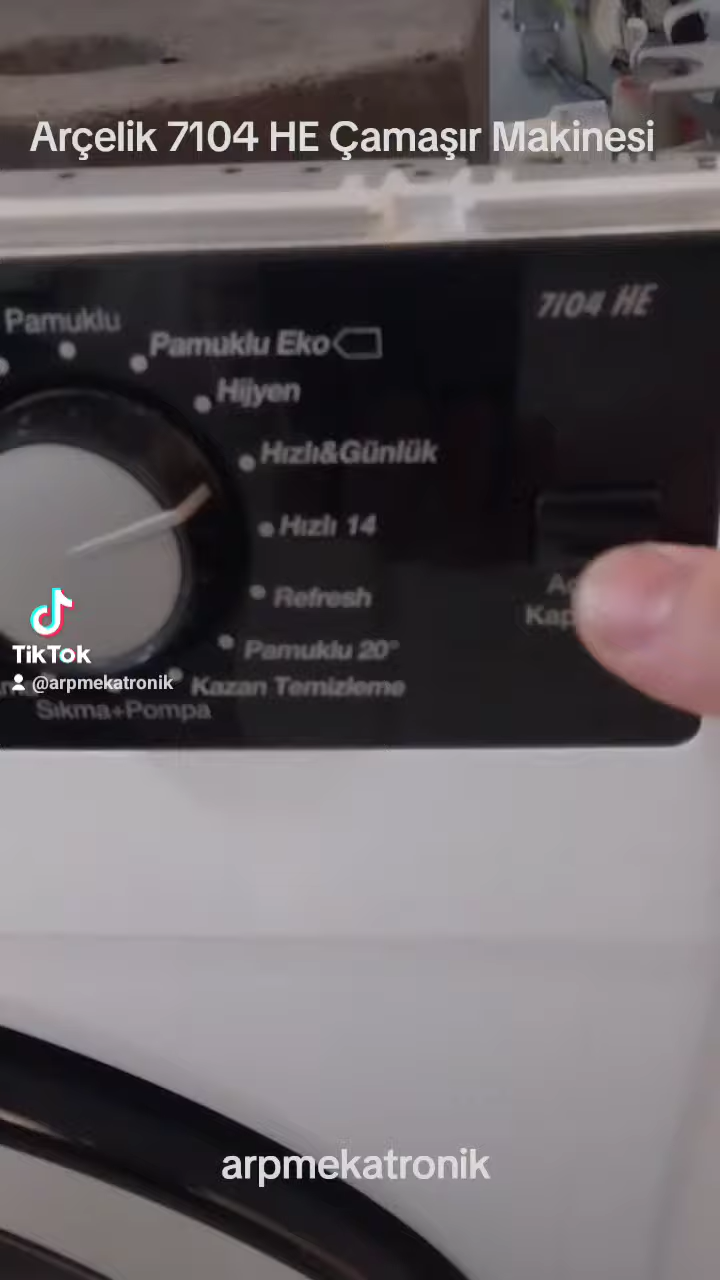 Arçelik 7104 HE Çamaşır Makinesi
7104 HE
Pamuklu
Pamuklu Eko
Hijyen
Hızlı&Günlük
Hızlı 14
Refresh
Pamuklu 20°
Kazan Temizleme
Sıkma+Pompa
TikTok
@arpmekatronik
arpmekatronik